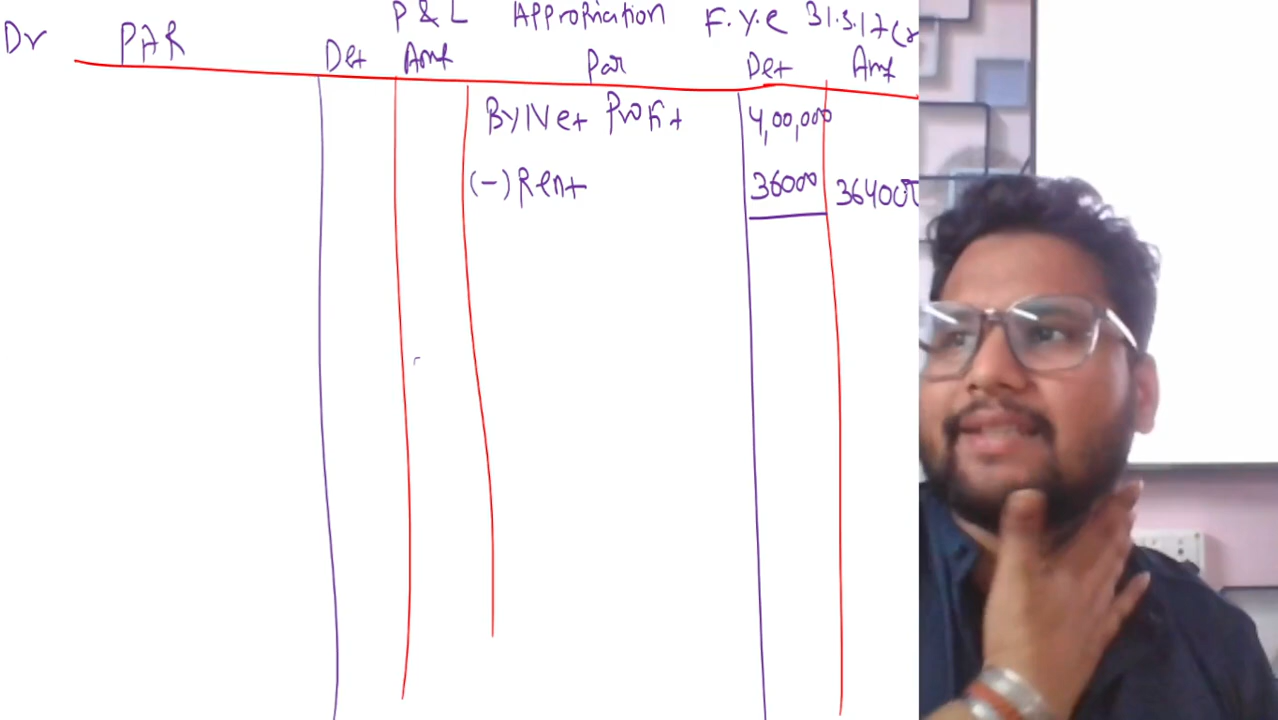 P & L Appropriation F.y.e 31.3.17 (r
Dr PAR Det Amt Par Det Amt
By Net Profit 4,00,000
(-) Rent 36000 364000